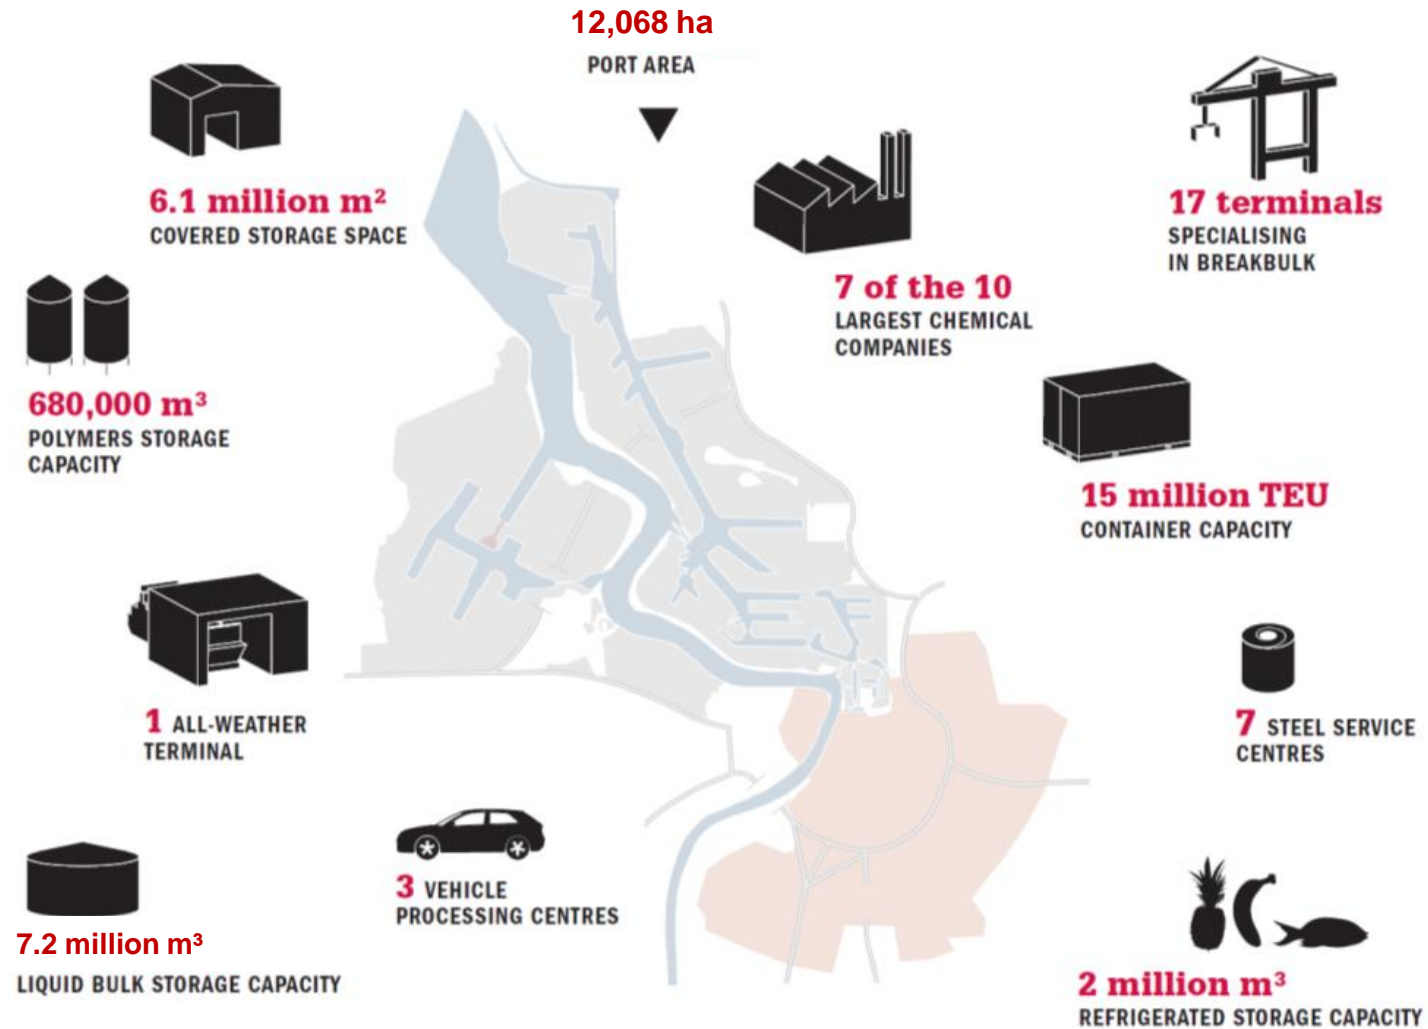 12,068 ha
PORT AREA
6.1 million m²
COVERED STORAGE SPACE
17 terminals
SPECIALISING
IN BREAKBULK
7 of the 10
LARGEST CHEMICAL
COMPANIES
680,000 m³
POLYMERS STORAGE
CAPACITY
15 million TEU
CONTAINER CAPACITY
1 ALL-WEATHER
TERMINAL
7 STEEL SERVICE
CENTRES
3 VEHICLE
PROCESSING CENTRES
7.2 million m³
LIQUID BULK STORAGE CAPACITY
2 million m³
REFRIGERATED STORAGE CAPACITY